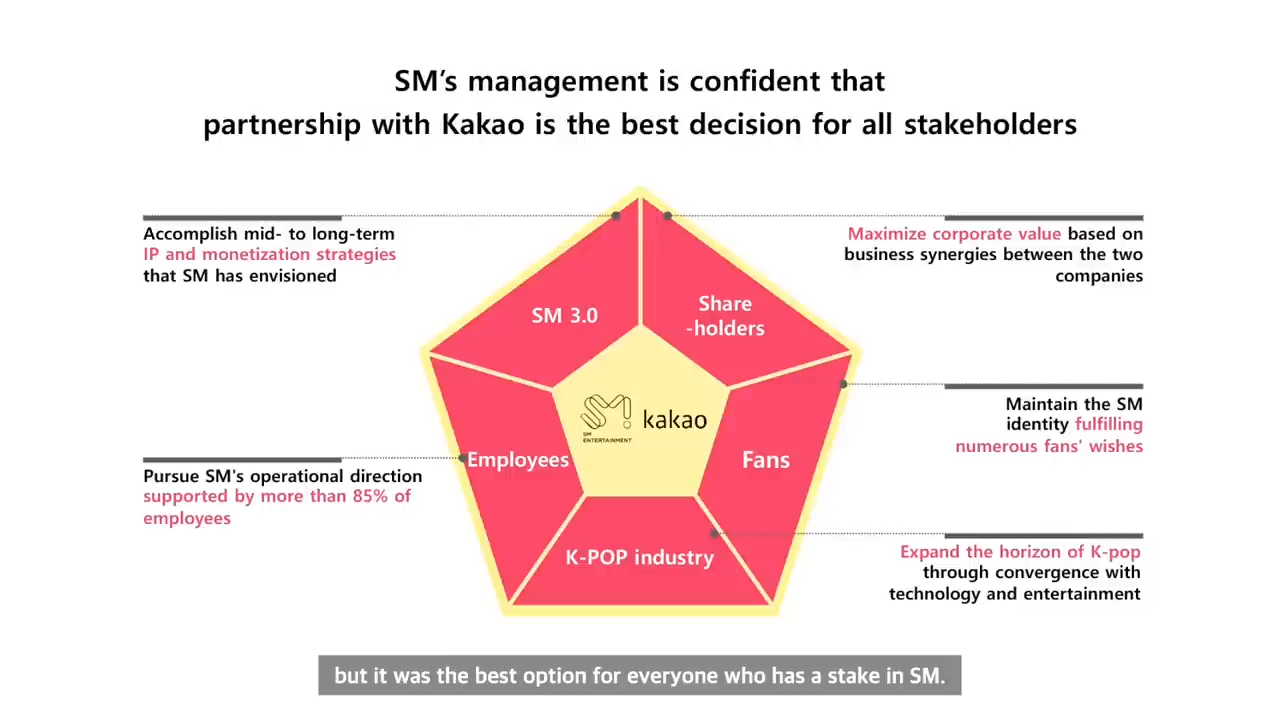 SM’s management is confident that
partnership with Kakao is the best decision for all stakeholders
Accomplish mid- to long-term
IP and monetization strategies
that SM has envisioned
Maximize corporate value based on
business synergies between the two
companies
SM 3.0
Share
-holders
Maintain the SM
identity fulfilling
numerous fans' wishes
SM
ENTERTAINMENT
kakao
Employees
Fans
Pursue SM's operational direction
supported by more than 85% of
employees
K-POP industry
Expand the horizon of K-pop
through convergence with
technology and entertainment
but it was the best option for everyone who has a stake in SM.